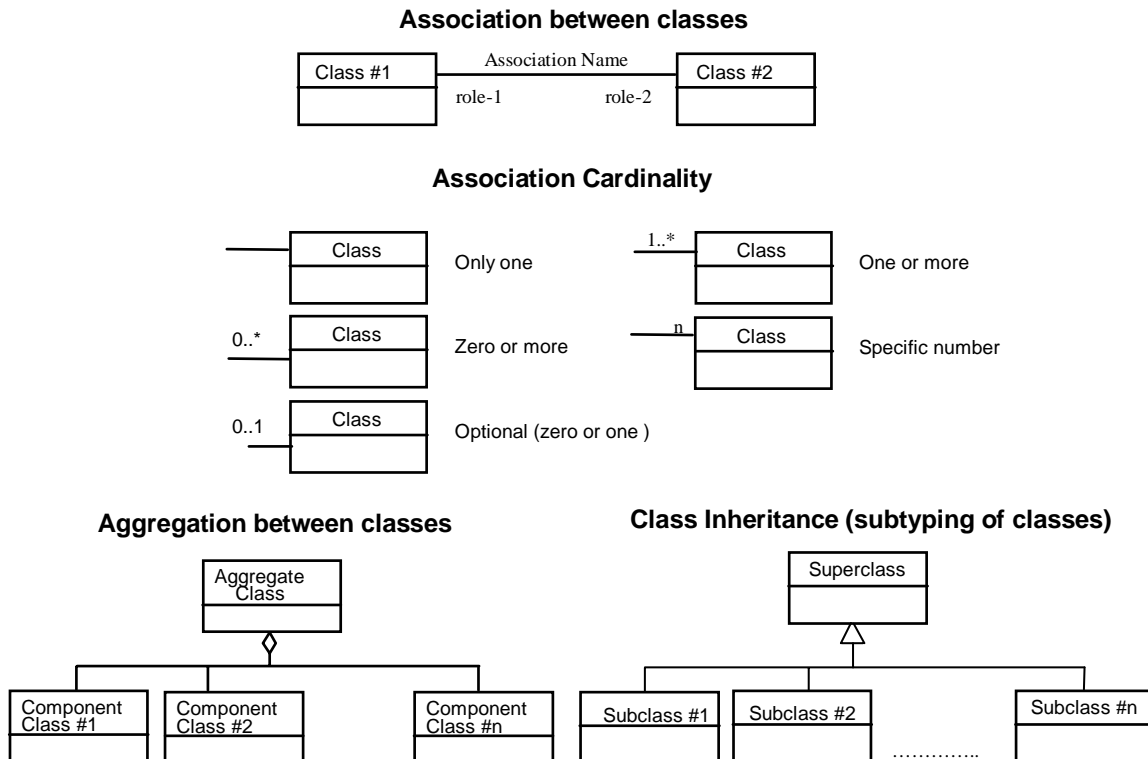 Association between classes
Class #1
Association Name
Class #2
role-1
role-2
Association Cardinality
Class
Only one
1..*
Class
One or more
0..*
Class
Zero or more
n
Class
Specific number
0..1
Class
Optional (zero or one )
Aggregation between classes
Class Inheritance (subtyping of classes)
Aggregate
Class
Superclass
Component
Class #1
Component
Class #2
Component
Class #n
Subclass #1
Subclass #2
…………..
Subclass #n